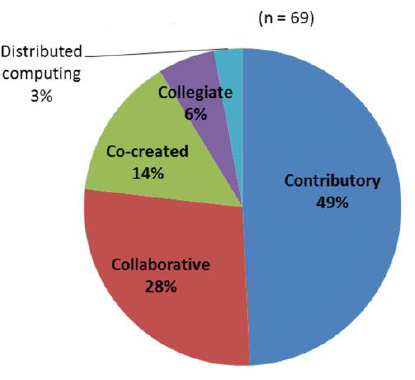 (n = 69)
Distributed
computing
3%
Collegiate
6%
Co-created
14%
Contributory
49%
Collaborative
28%